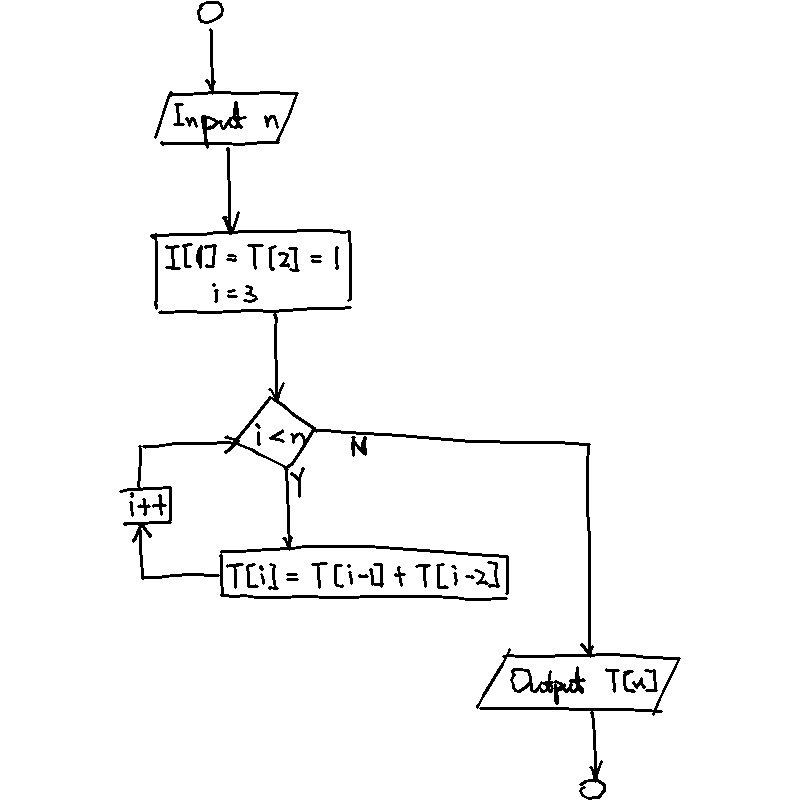 Input n
I[1] = T[2] = 1
i=3
i<n
N
Y
i++
T[i] = T[i-1] + T[i-2]
Output T[n]